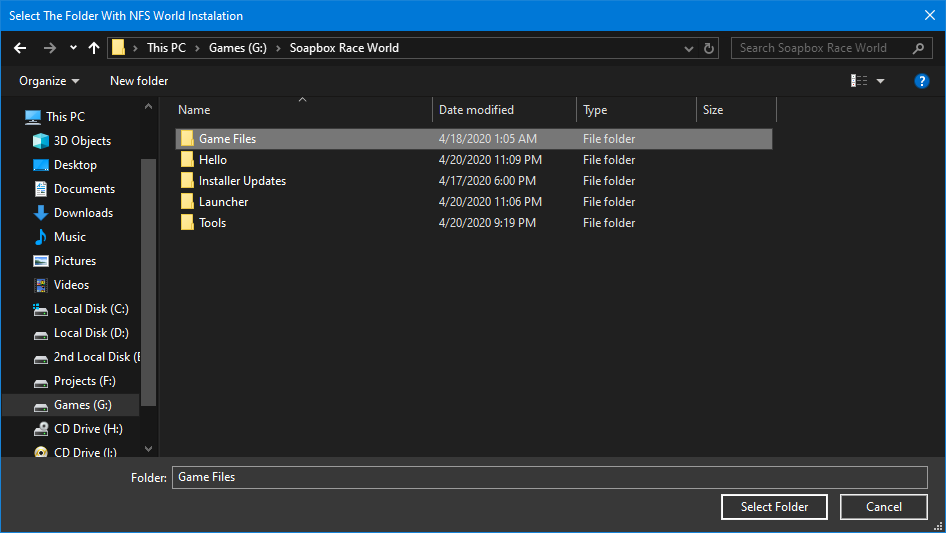 Select The Folder With NFS World Instalation
This PC > Games (G:) > Soapbox Race World
Search Soapbox Race World
Organize New folder
Name Date modified Type Size
This PC
3D Objects
Desktop
Documents
Downloads
Music
Pictures
Videos
Local Disk (C:)
Local Disk (D:)
2nd Local Disk (E
Projects (F:)
Games (G:)
CD Drive (H:)
CD Drive (I:)
Game Files 4/18/2020 1:05 AM File folder
Hello 4/20/2020 11:09 PM File folder
Installer Updates 4/17/2020 6:00 PM File folder
Launcher 4/20/2020 11:06 PM File folder
Tools 4/20/2020 9:19 PM File folder
Folder: Game Files
Select Folder Cancel